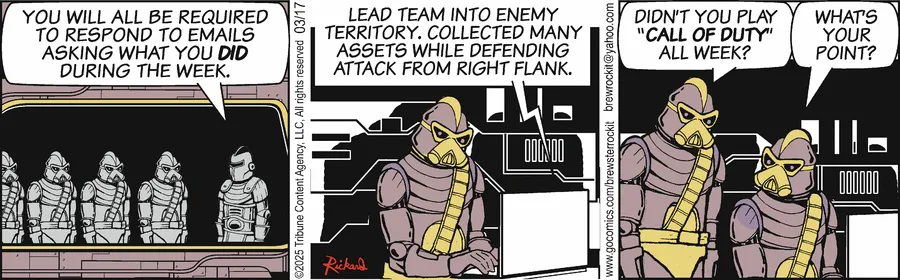 YOU WILL ALL BE REQUIRED
TO RESPOND TO EMAILS
ASKING WHAT YOU DID
DURING THE WEEK.
©2025 Tribune Content Agency, LLC, All rights reserved 03/17
LEAD TEAM INTO ENEMY
TERRITORY. COLLECTED MANY
ASSETS WHILE DEFENDING
ATTACK FROM RIGHT FLANK.
Rickard
www.gocomics.com/brewsterrockit brewrockit@yahoo.com
DIDN'T YOU PLAY
"CALL OF DUTY"
ALL WEEK?
WHAT'S
YOUR
POINT?